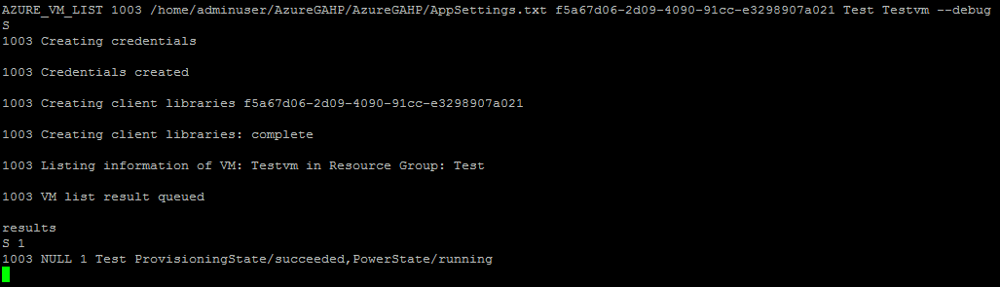 AZURE_VM_LIST 1003 /home/adminuser/AzureGAHP/AzureGAHP/AppSettings.txt f5a67d06-2d09-4090-91cc-e3298907a021 Test Testvm --debug
S
1003 Creating credentials
1003 Credentials created
1003 Creating client libraries f5a67d06-2d09-4090-91cc-e3298907a021
1003 Creating client libraries: complete
1003 Listing information of VM: Testvm in Resource Group: Test
1003 VM list result queued
results
S 1
1003 NULL 1 Test ProvisioningState/succeeded,PowerState/running